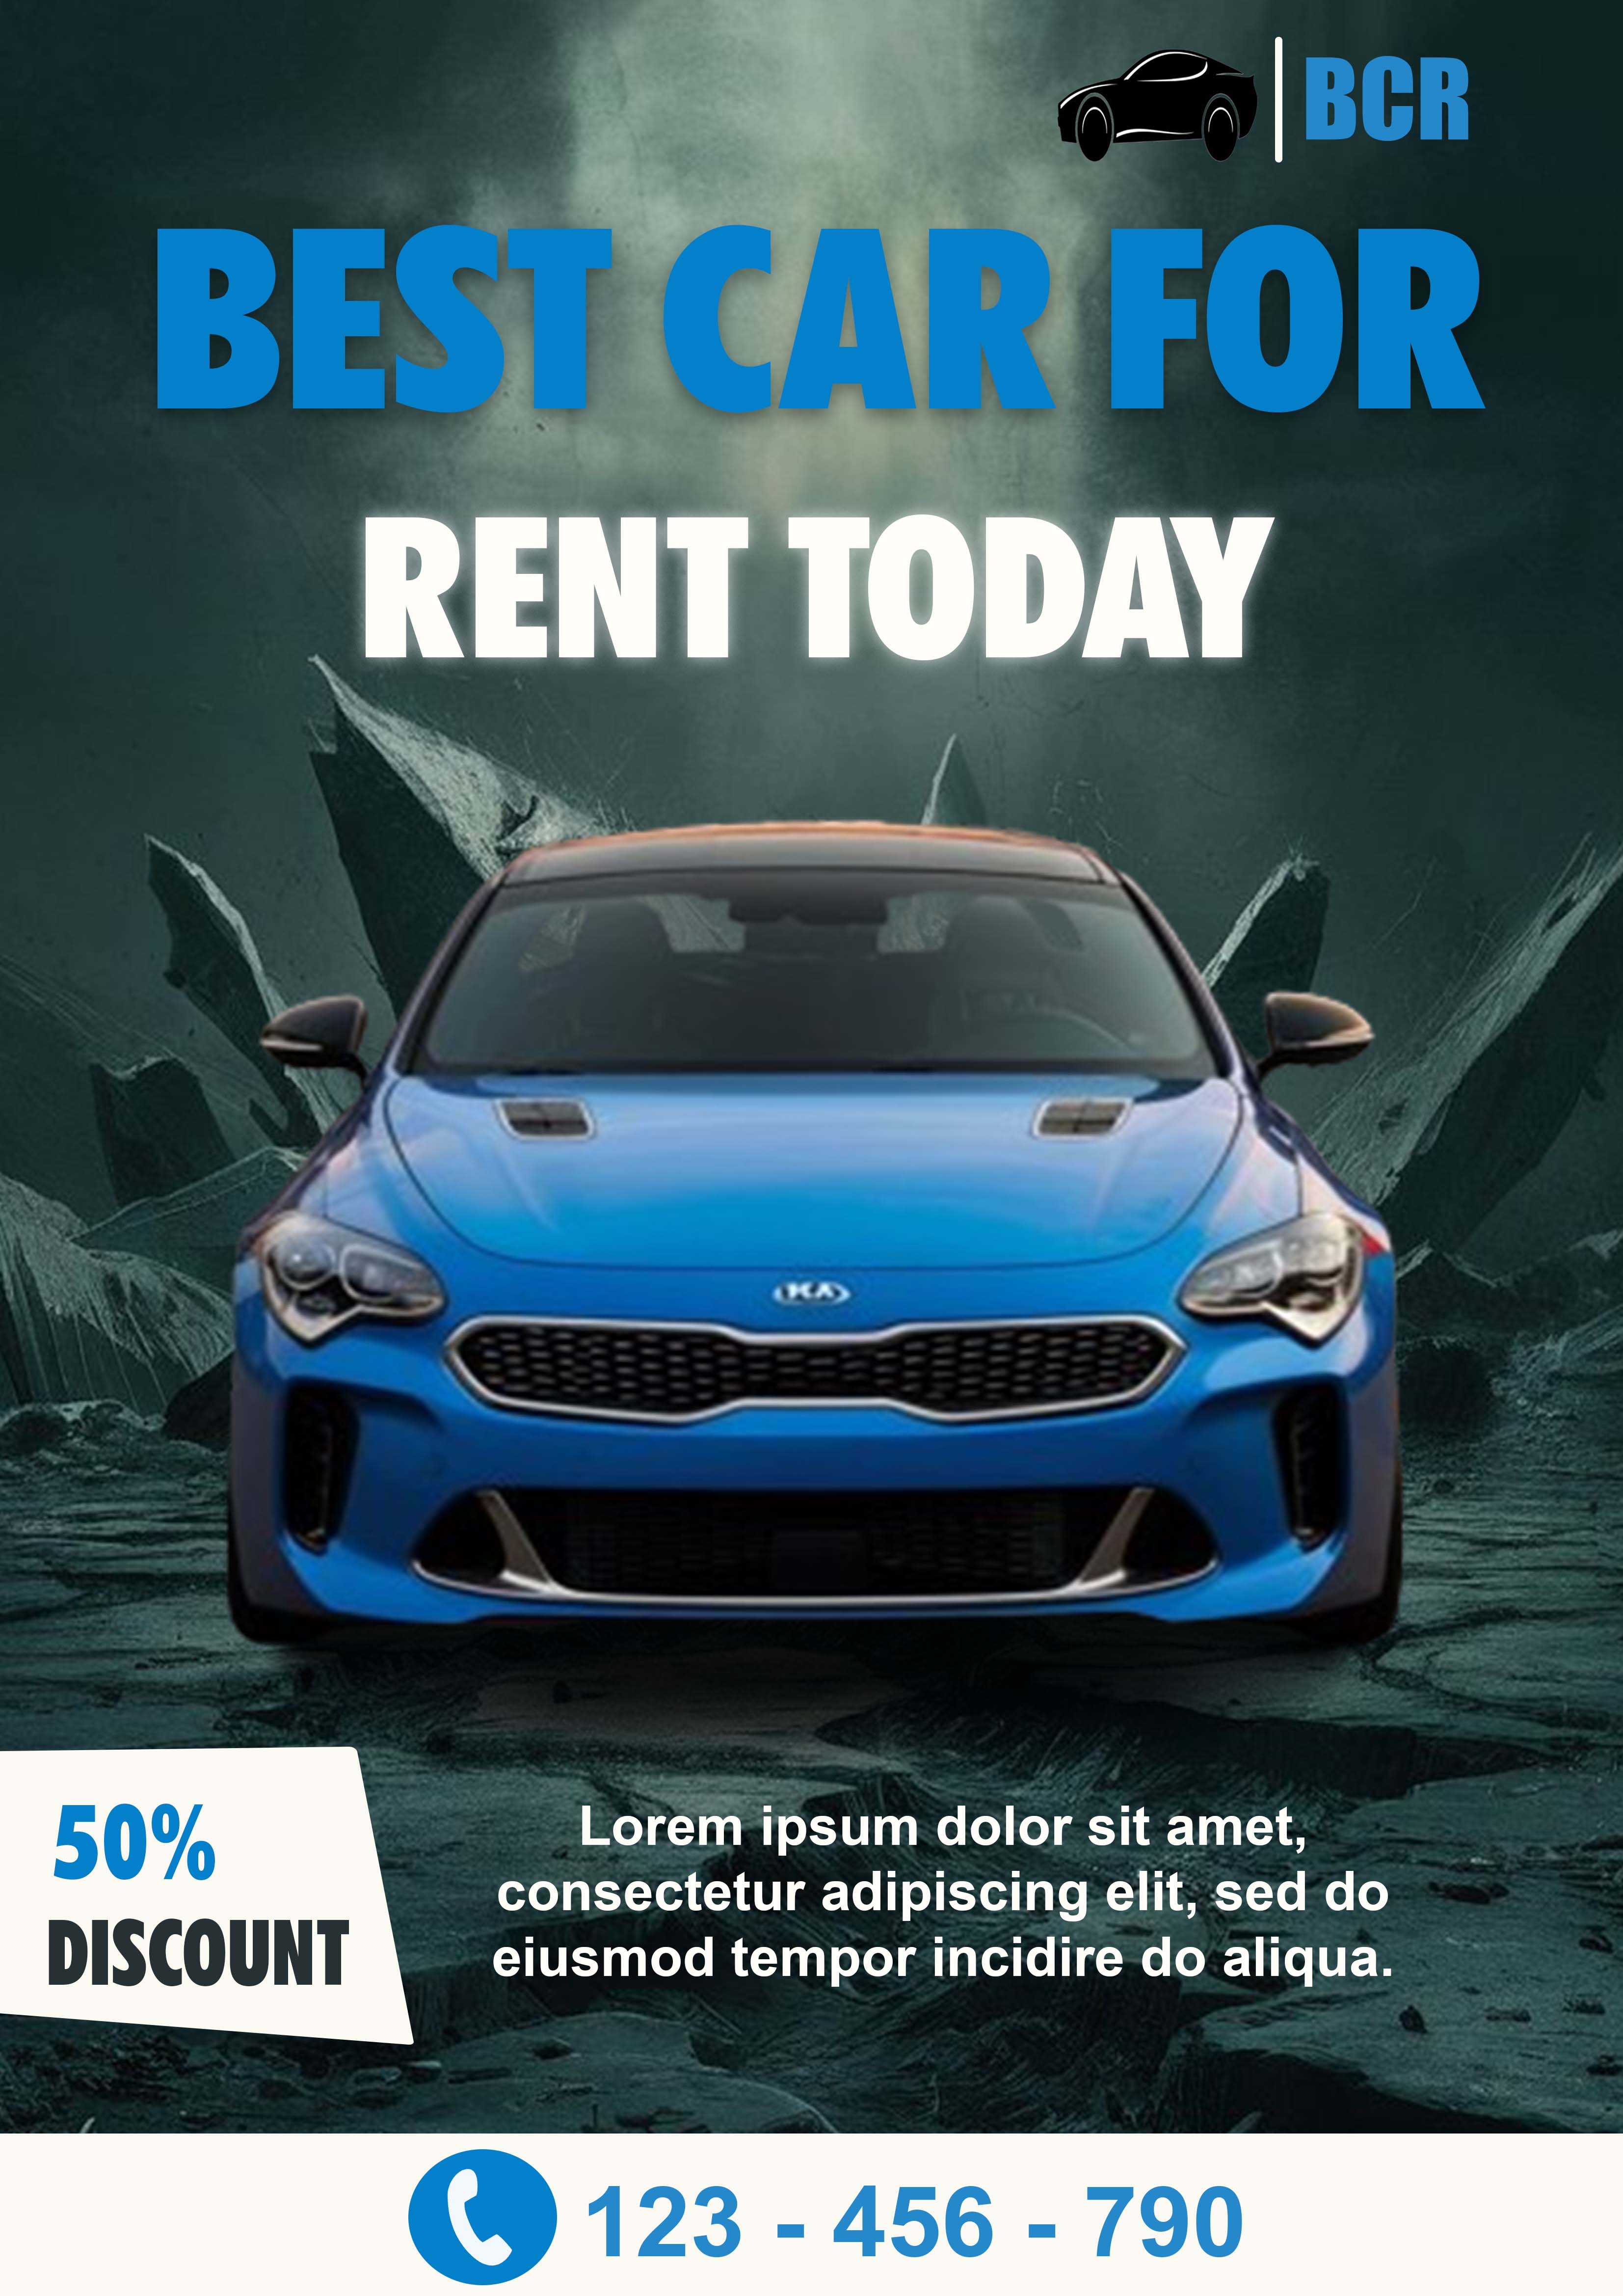 BCR
BEST CAR FOR
RENT TODAY
KIA
50%
DISCOUNT
Lorem ipsum dolor sit amet,
consectetur adipiscing elit, sed do
eiusmod tempor incidire do aliqua.
123 - 456 - 790